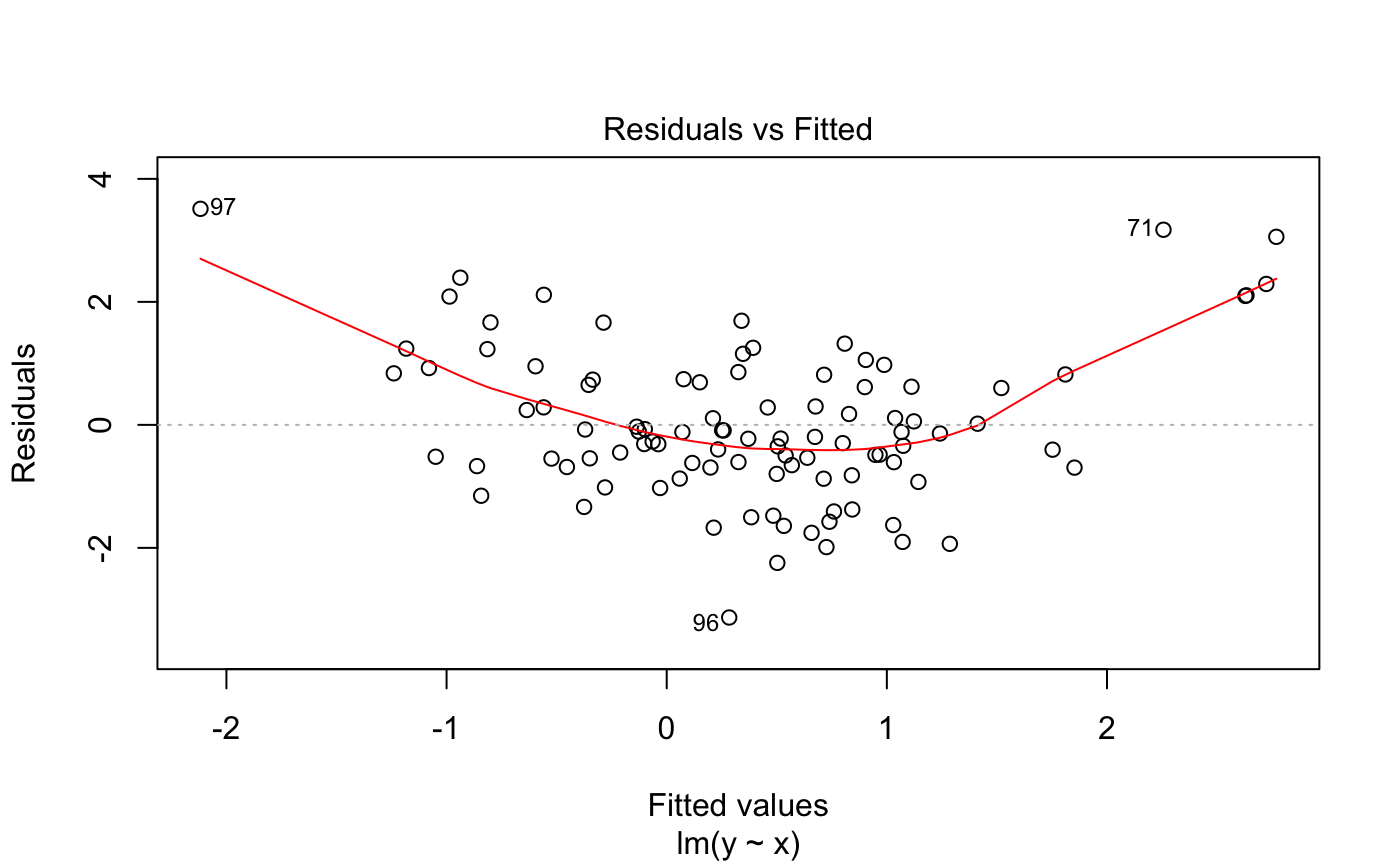 Residuals vs Fitted
4
2
0
-2
Residuals
97
71
96
-2 -1 0 1 2
Fitted values
lm(y ~ x)